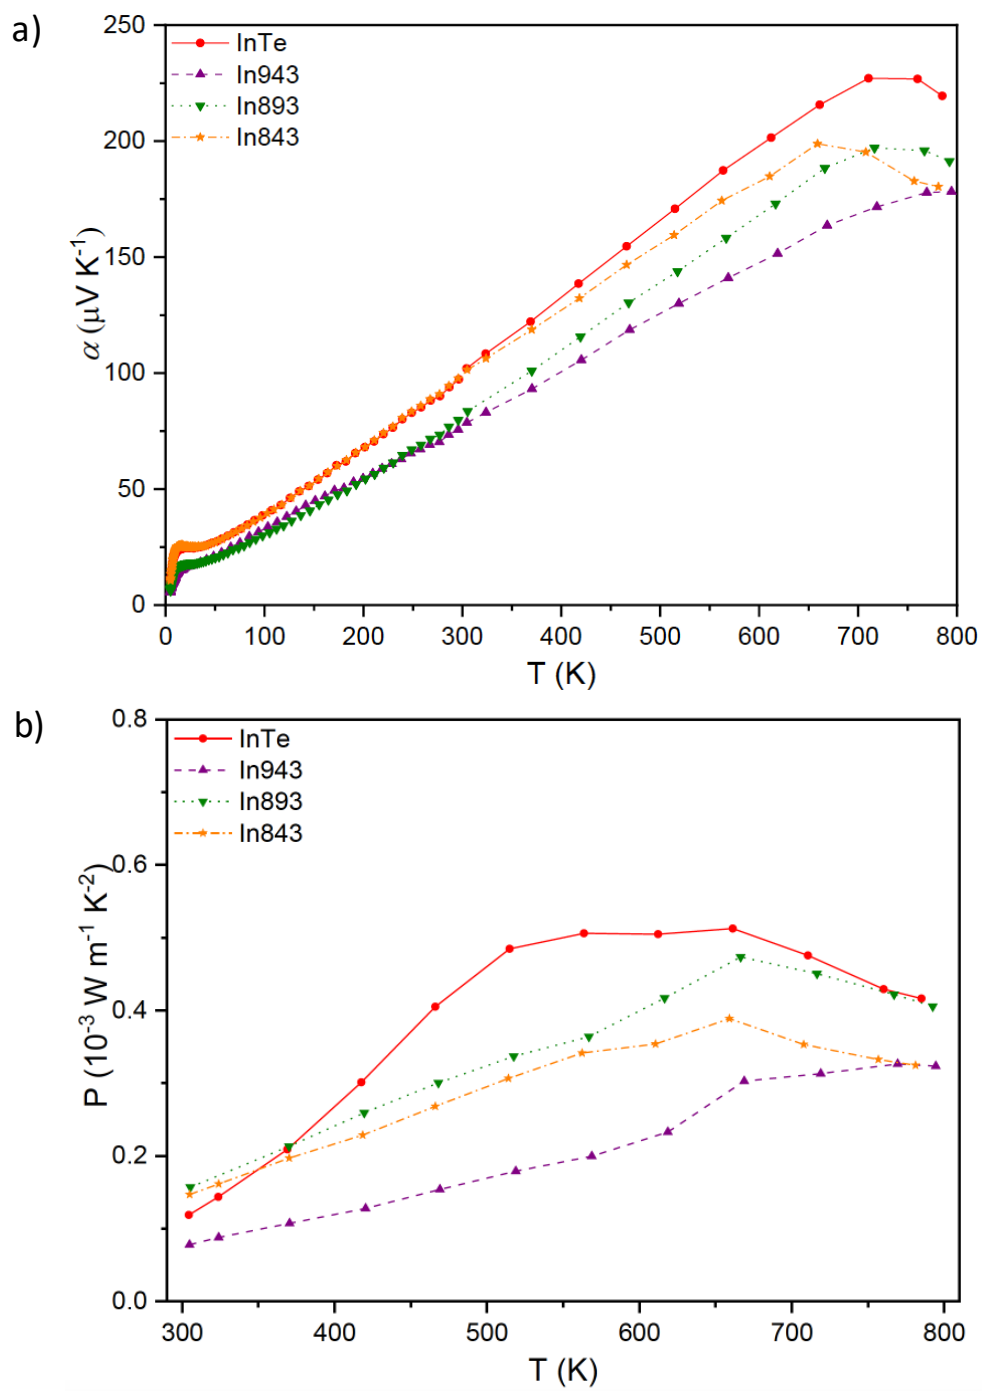 a)
250
200
150
100
50
0
α (μV K⁻¹)
InTe
In943
In893
In843
0 100 200 300 400 500 600 700 800
T (K)
b)
0.8
0.6
0.4
0.2
0.0
P (10⁻³ W m⁻¹ K⁻²)
InTe
In943
In893
In843
300 400 500 600 700 800
T (K)